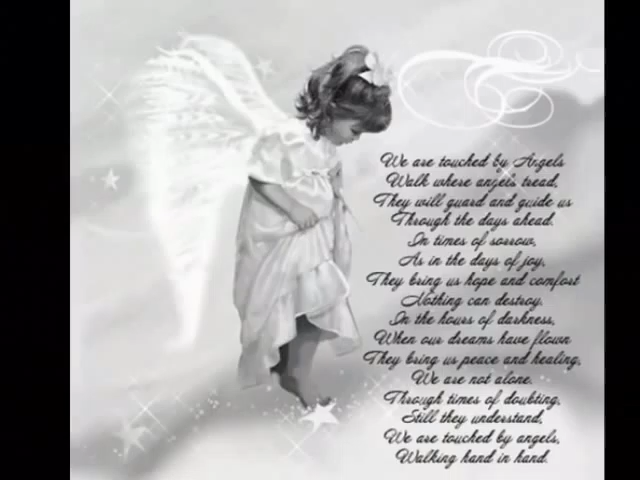 We are touched by Angels
Walk where angels tread,
They will guard and guide us
Through the days ahead.
In times of sorrow,
As in the days of joy,
They bring us hope and comfort
Nothing can destroy.
In the hours of darkness,
When our dreams have flown
They bring us peace and healing,
We are not alone.
Through times of doubting,
Still they understand,
We are touched by angels,
Walking hand in hand.